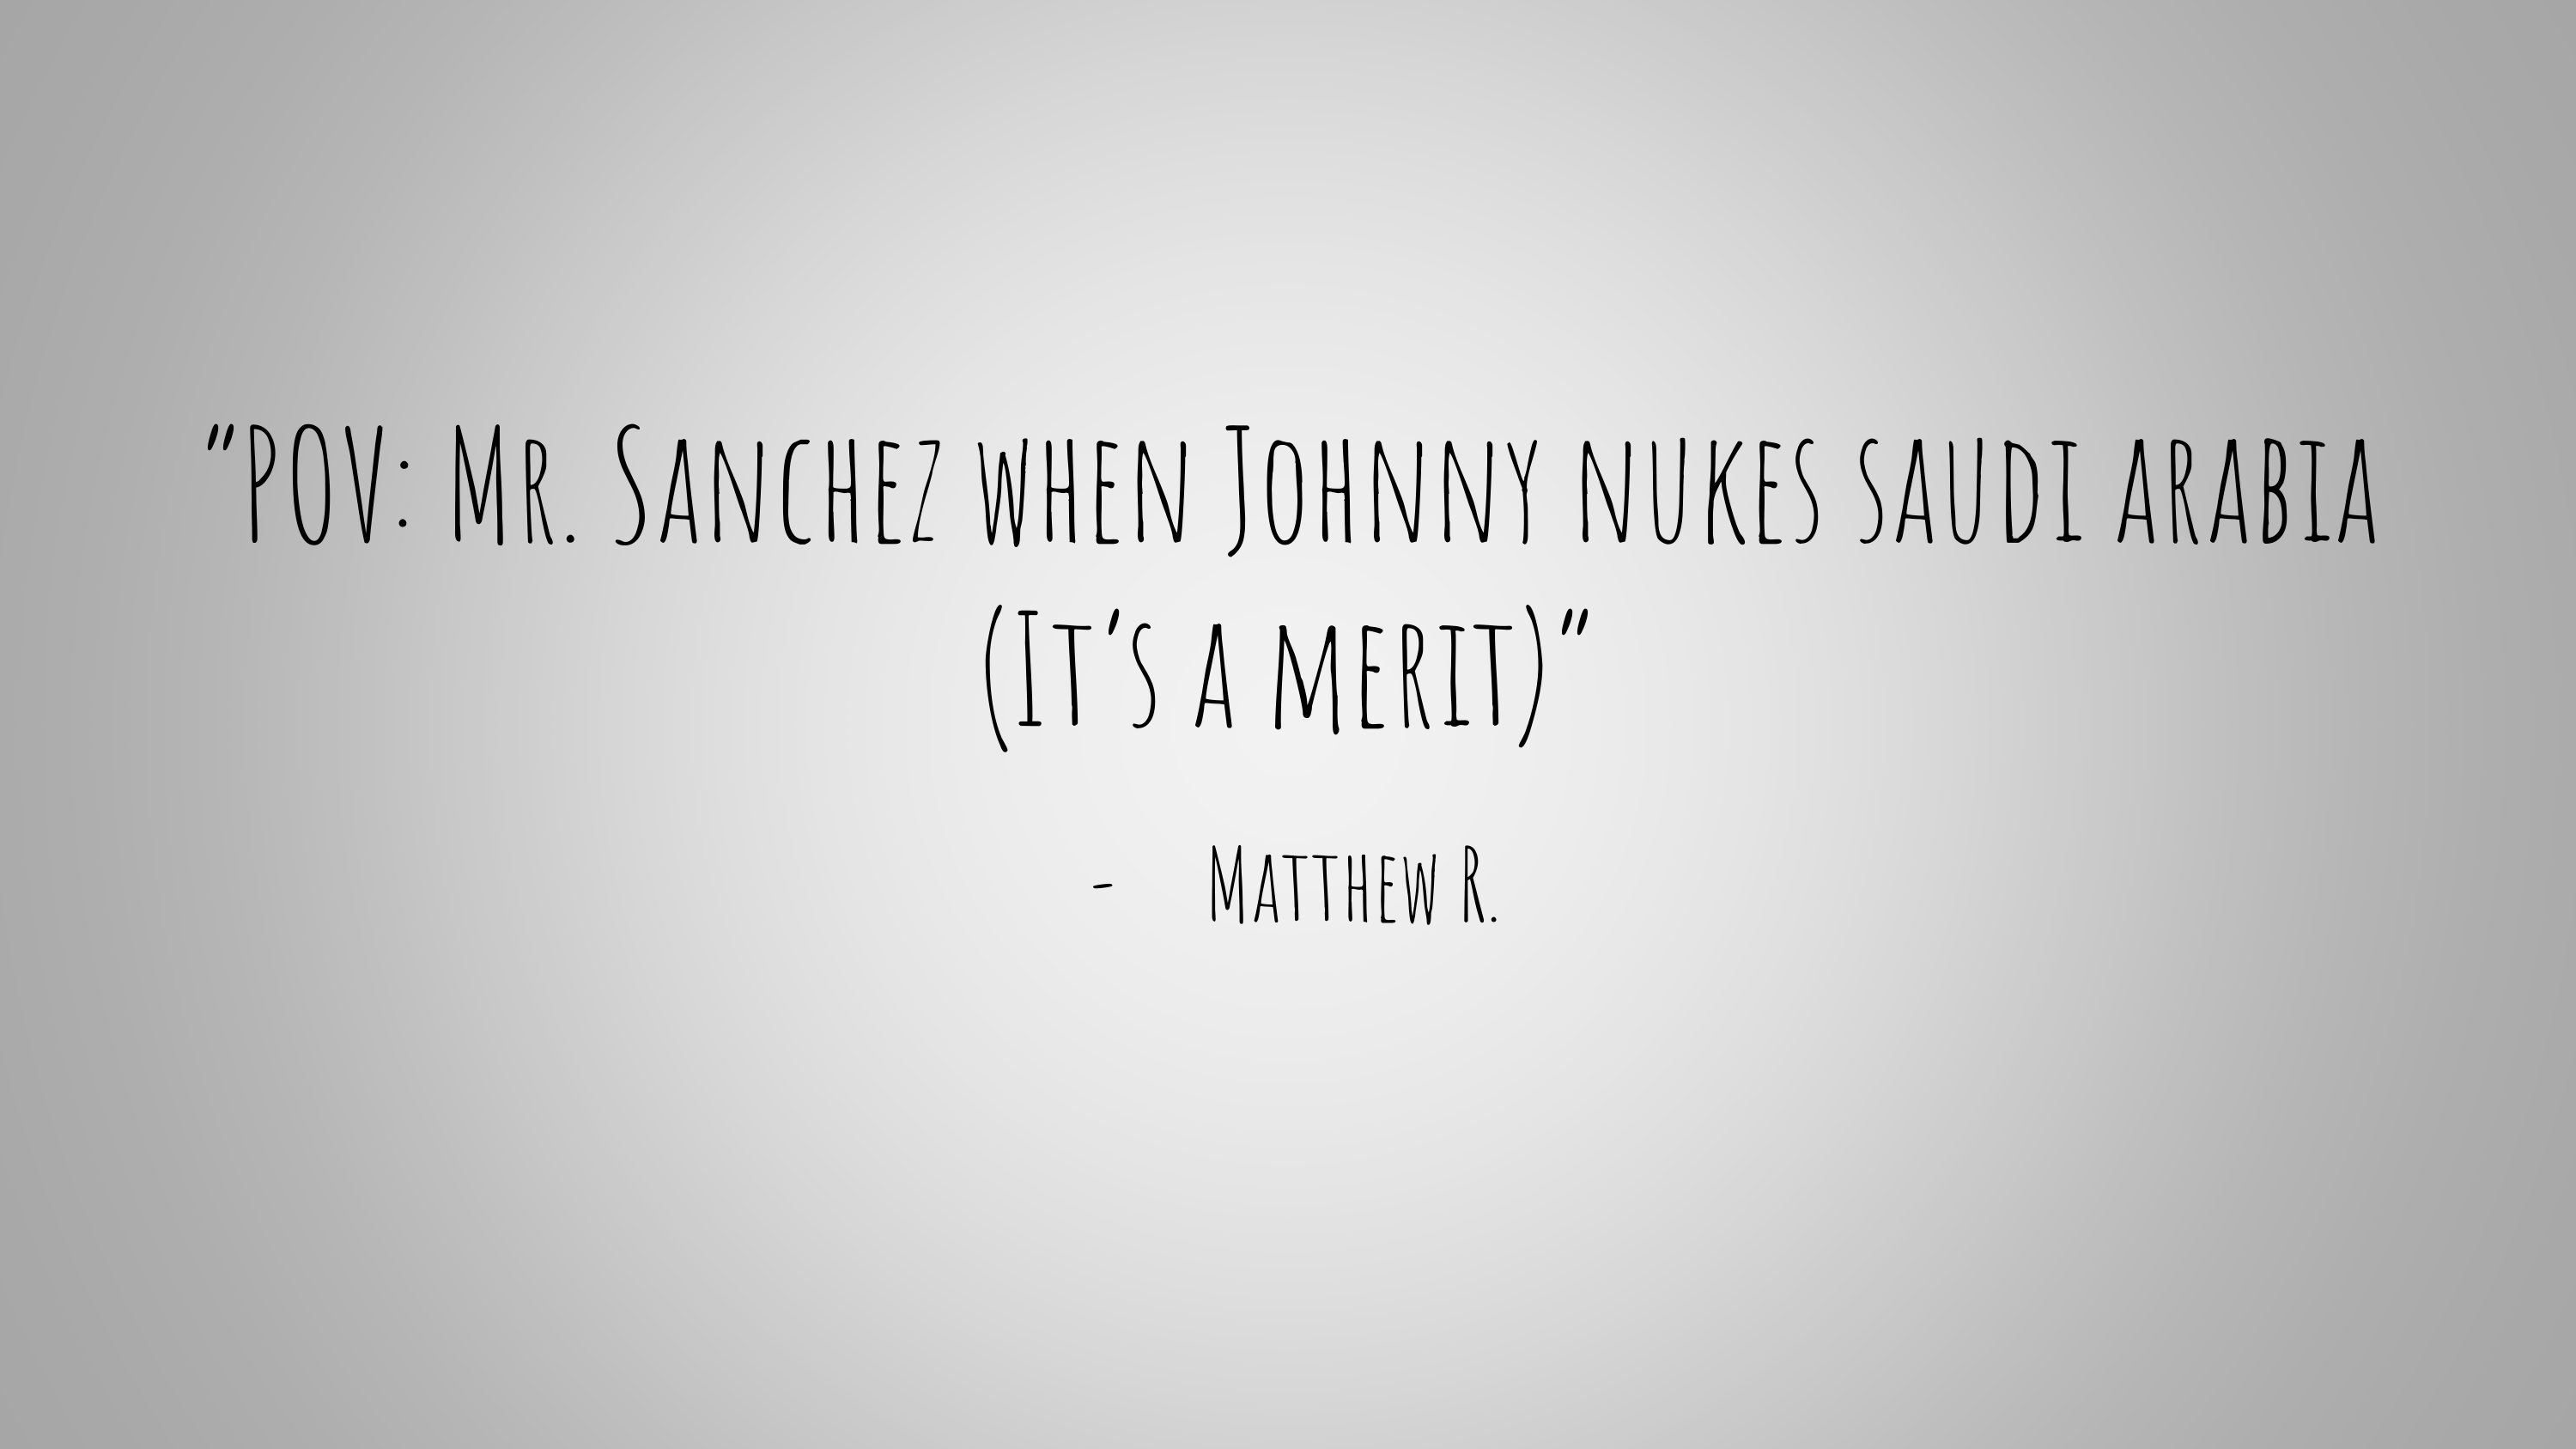 "POV: Mr. Sanchez when Johnny nukes saudi arabia
(It's a merit)"
- Matthew R.